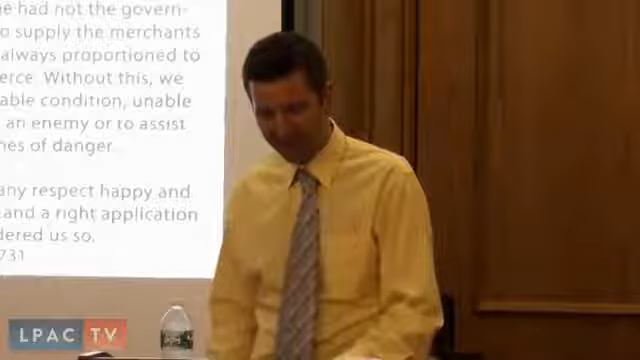 e had not the govern-
o supply the merchants
always proportioned to
erce. Without this, we
able condition, unable
an enemy or to assist
nes of danger.
any respect happy and
and a right application
dered us so.
731
LPAC TV